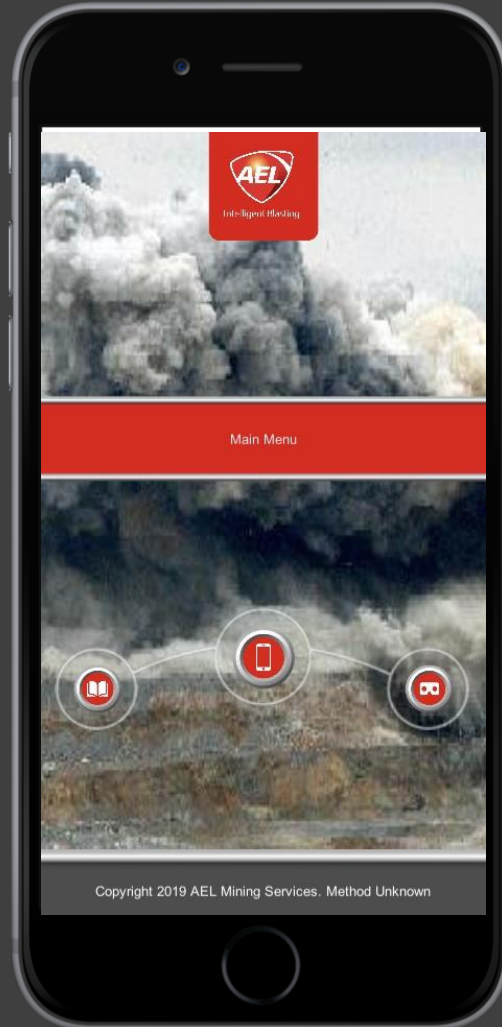 AEL
Intelligent Blasting
Main Menu
Copyright 2019 AEL Mining Services. Method Unknown